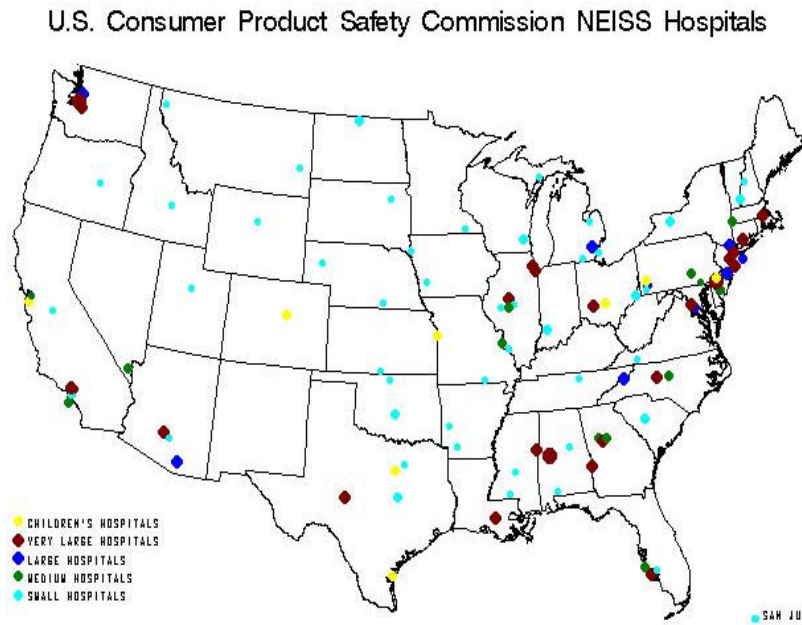 U.S. Consumer Product Safety Commission NEISS Hospitals
CHILDREN'S HOSPITALS
VERY LARGE HOSPITALS
LARGE HOSPITALS
MEDIUM HOSPITALS
SMALL HOSPITALS
SAN JU